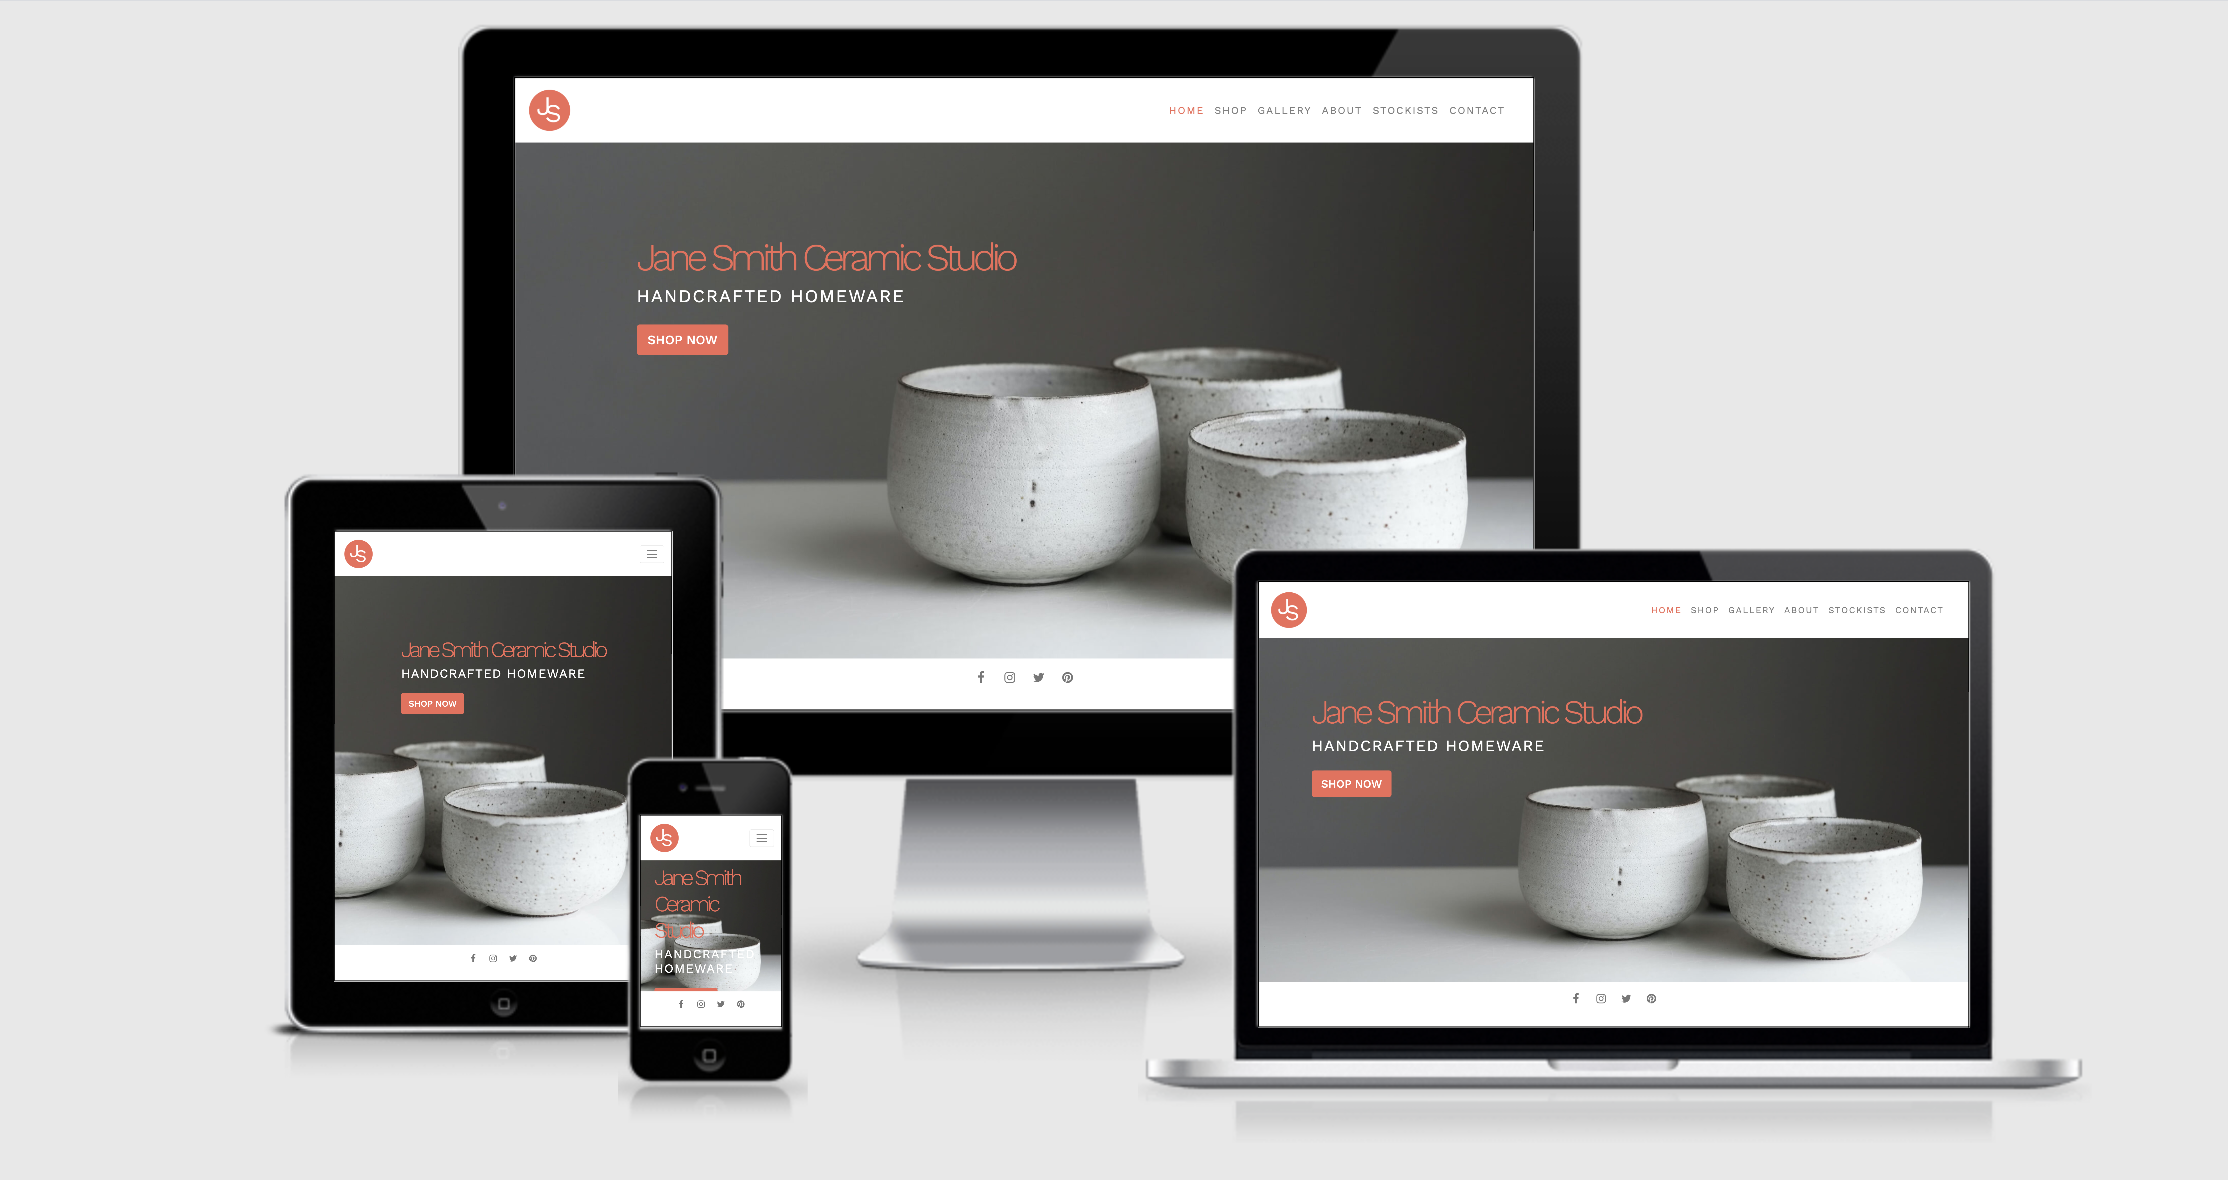 JS
HOME SHOP GALLERY ABOUT STOCKISTS CONTACT
Jane Smith Ceramic Studio
HANDCRAFTED HOMEWARE
SHOP NOW
JS
Jane Smith Ceramic Studio
HANDCRAFTED HOMEWARE
SHOP NOW
JS
Jane Smith
Ceramic
Studio
HANDCRAFTED
HOMEWARE
JS
HOME SHOP GALLERY ABOUT STOCKISTS CONTACT
Jane Smith Ceramic Studio
HANDCRAFTED HOMEWARE
SHOP NOW